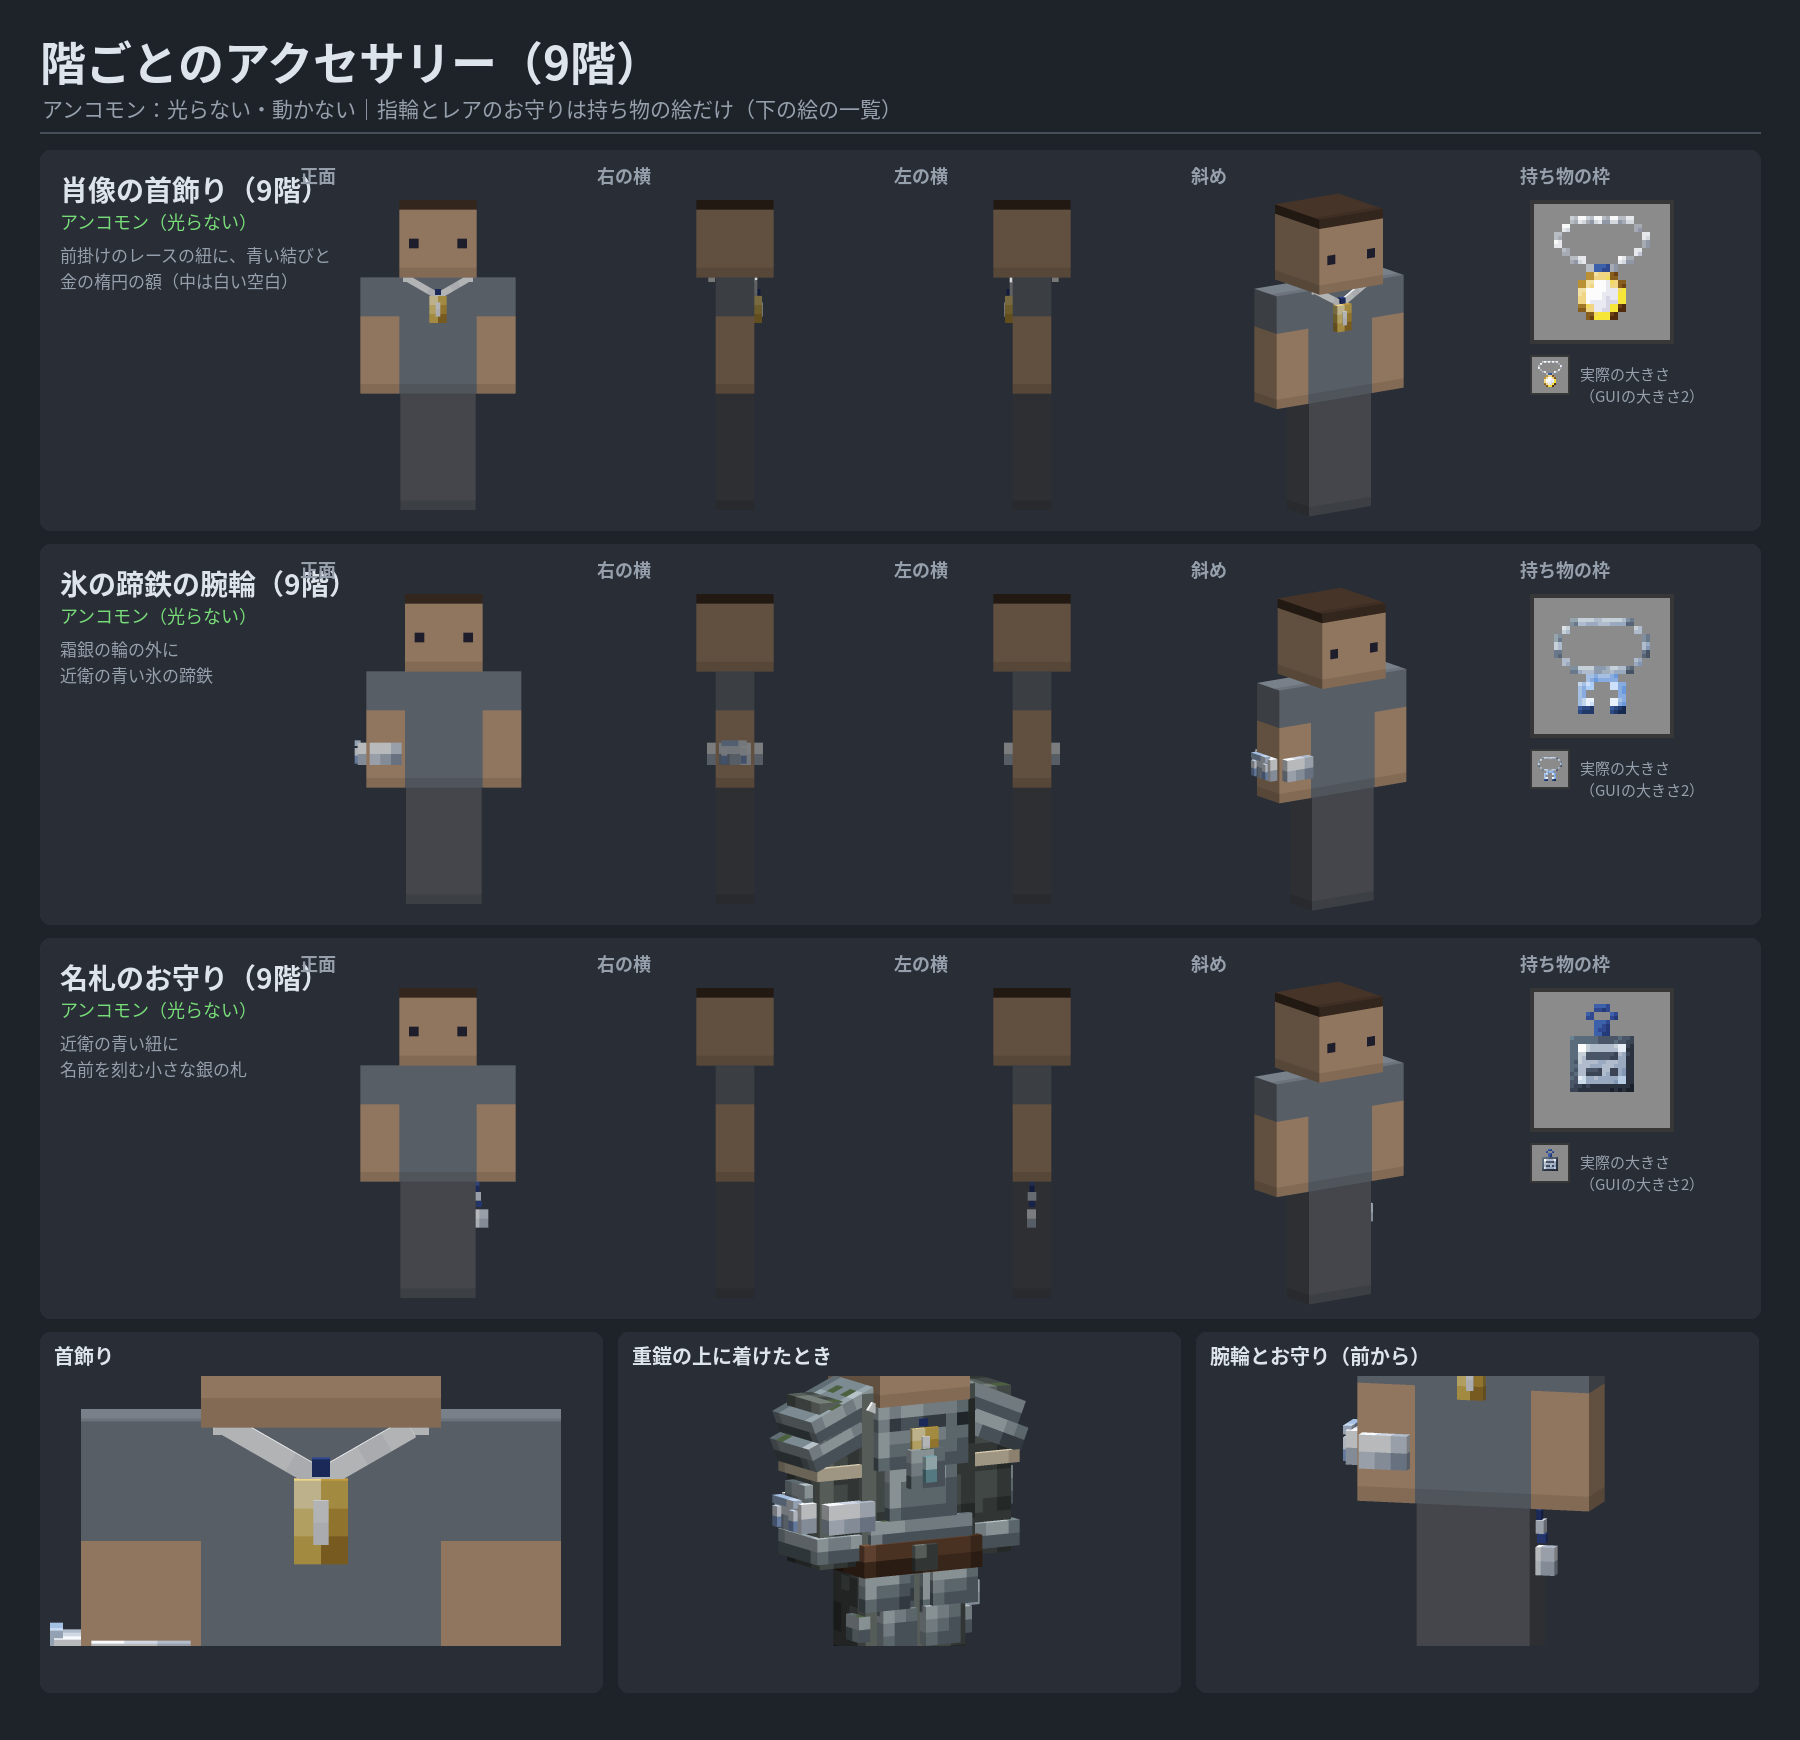 階ごとのアクセサリー（9階）
アンコモン：光らない・動かない｜指輪とレアのお守りは持ち物の絵だけ（下の絵の一覧）
肖像の首飾り（9階）
正面
右の横
左の横
斜め
持ち物の枠
アンコモン（光らない）
前掛けのレースの紐に、青い結びと
金の楕円の額（中は白い空白）
実際の大きさ
（GUIの大きさ2）
氷の蹄鉄の腕輪（9階）
正面
右の横
左の横
斜め
持ち物の枠
アンコモン（光らない）
霜銀の輪の外に
近衛の青い氷の蹄鉄
実際の大きさ
（GUIの大きさ2）
名札のお守り（9階）
正面
右の横
左の横
斜め
持ち物の枠
アンコモン（光らない）
近衛の青い紐に
名前を刻む小さな銀の札
実際の大きさ
（GUIの大きさ2）
首飾り
重鎧の上に着けたとき
腕輪とお守り（前から）